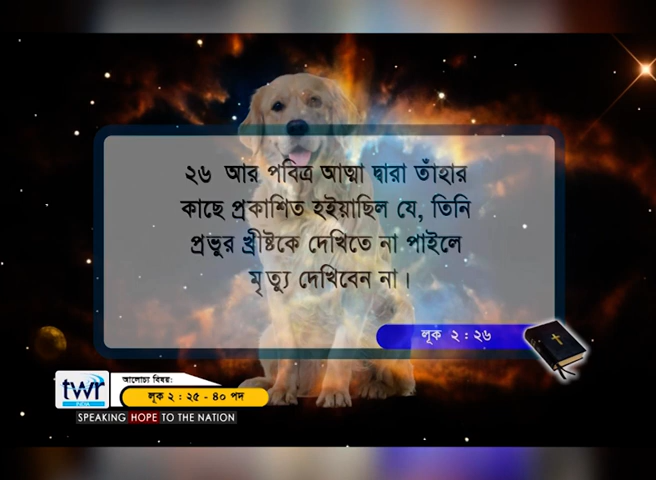 ২৬ আর পবিত্র আত্মা দ্বারা তাঁহার
কাছে প্রকাশিত হইয়াছিল যে, তিনি
প্রভুর খ্রীষ্টকে দেখিতে না পাইলে
মৃত্যু দেখিবেন না।
লূক ২ : ২৬
twr
আলোচ্য বিষয়:
লূক ২ : ২৫ - ৪০ পদ
SPEAKING HOPE TO THE NATION